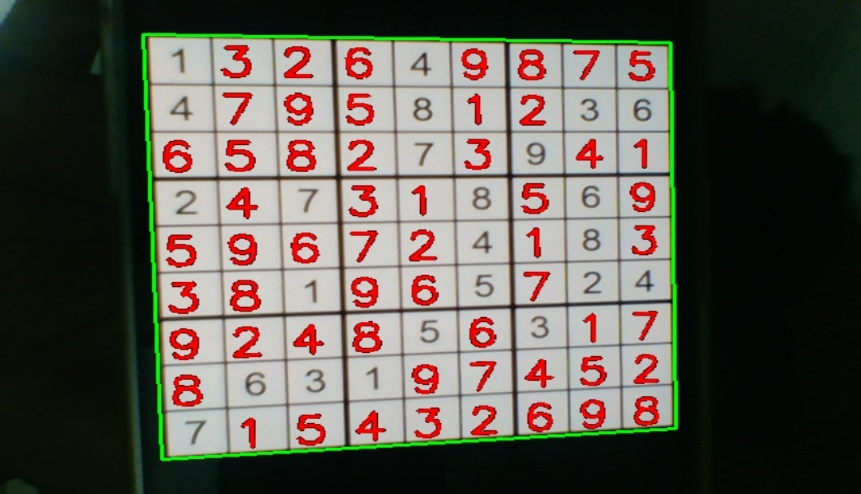 1 3 2 6 4 9 8 7 5
4 7 9 5 8 1 2 3 6
6 5 8 2 7 3 9 4 1
2 4 7 3 1 8 5 6 9
5 9 6 7 2 4 1 8 3
3 8 1 9 6 5 7 2 4
9 2 4 8 5 6 3 1 7
8 6 3 1 9 7 4 5 2
7 1 5 4 3 2 6 9 8